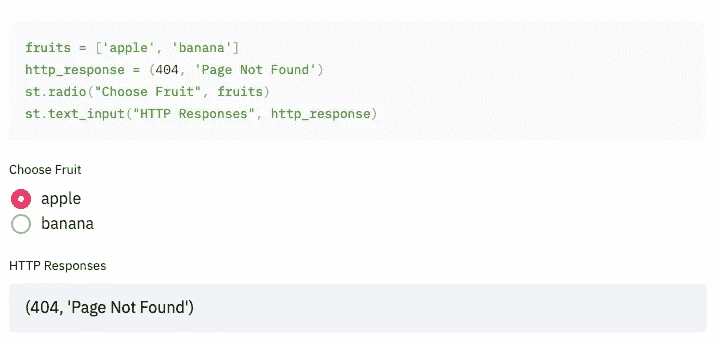 fruits = ['apple', 'banana']
http_response = (404, 'Page Not Found')
st.radio("Choose Fruit", fruits)
st.text_input("HTTP Responses", http_response)
Choose Fruit
apple
banana
HTTP Responses
(404, 'Page Not Found')